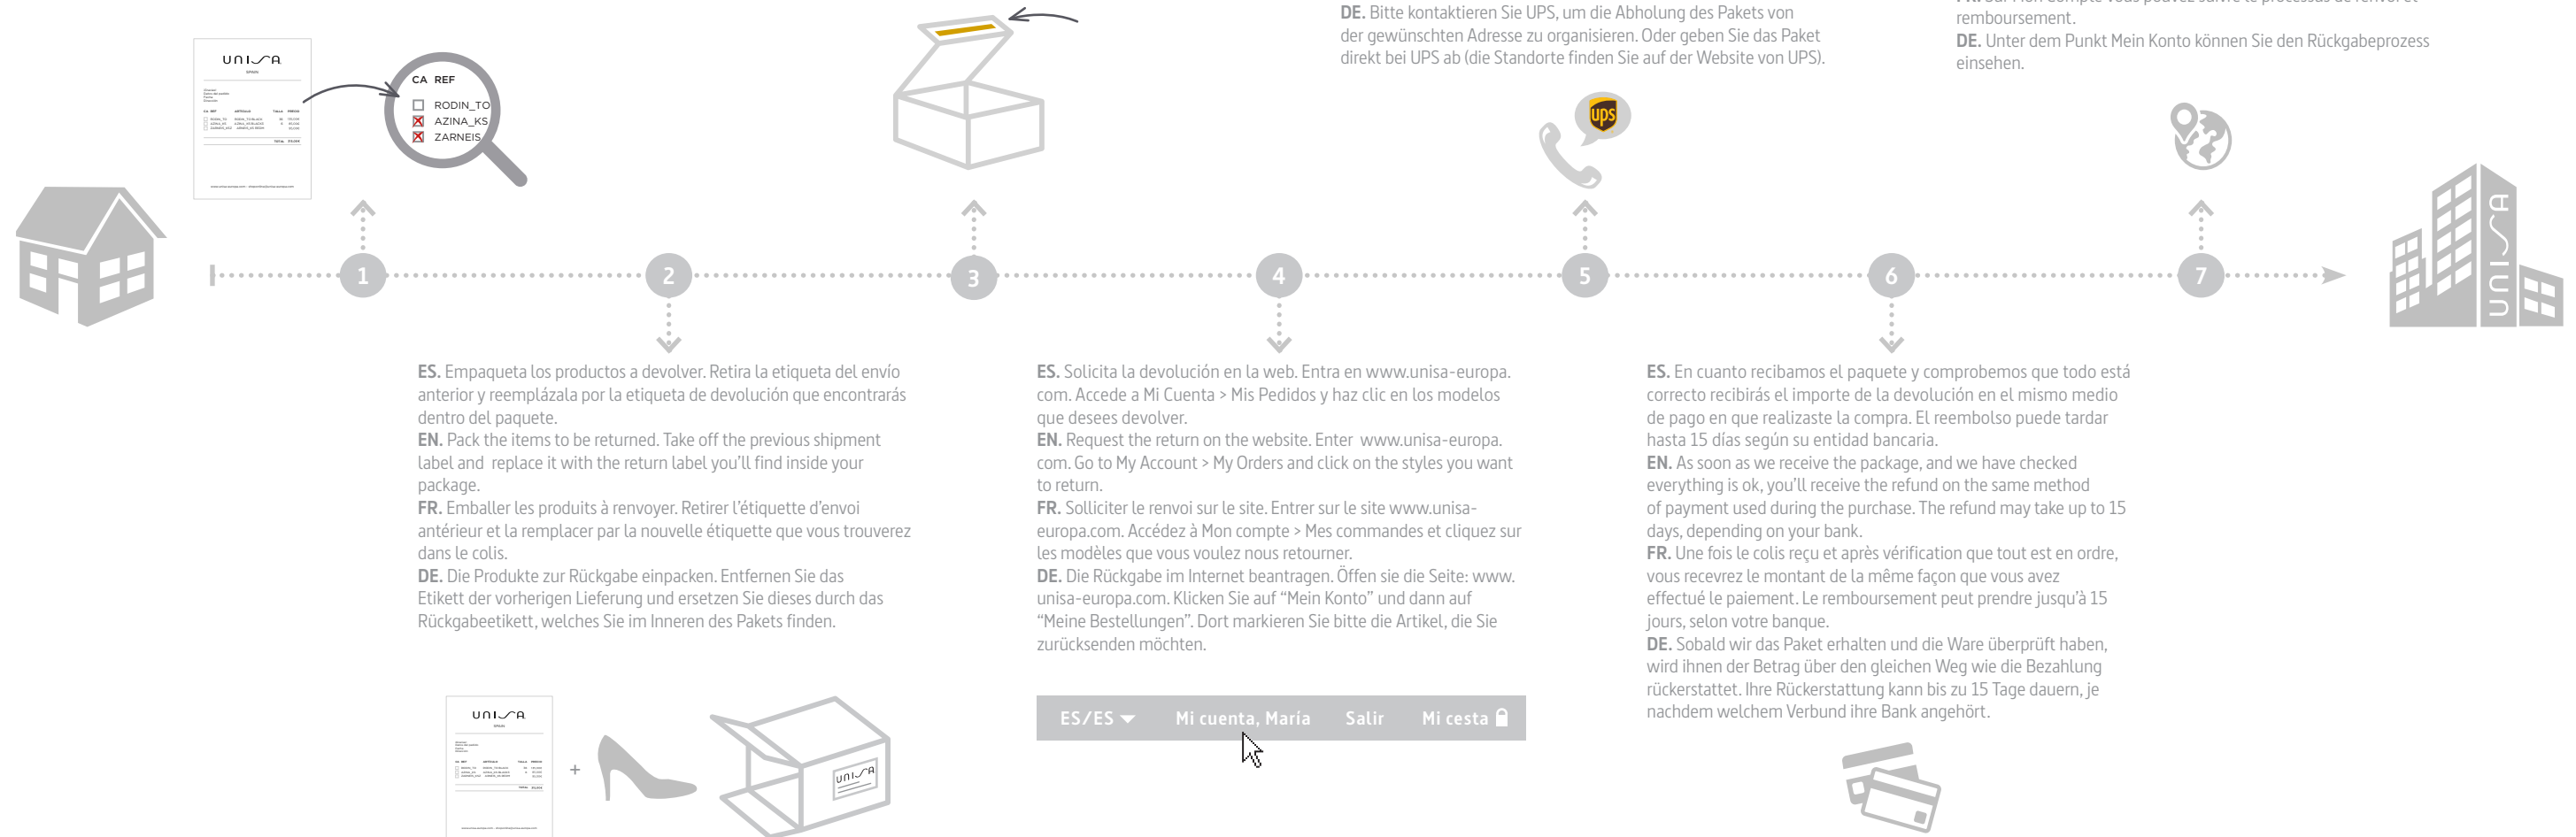 DE. Bitte kontaktieren Sie UPS, um die Abholung des Pakets von
der gewünschten Adresse zu organisieren. Oder geben Sie das Paket
direkt bei UPS ab (die Standorte finden Sie auf der Website von UPS).
remboursement.
DE. Unter dem Punkt Mein Konto können Sie den Rückgabeprozess
einsehen.
UNISA
SPAIN
CA REF ARTÍCULO TALLA PRECIO
TOTAL
CA REF
RODIN_TO
AZINA_KS
ZARNEIS
ups
1
2
3
4
5
6
7
UNISA
ES. Empaqueta los productos a devolver. Retira la etiqueta del envío
anterior y reemplázala por la etiqueta de devolución que encontrarás
dentro del paquete.
EN. Pack the items to be returned. Take off the previous shipment
label and replace it with the return label you'll find inside your
package.
FR. Emballer les produits à renvoyer. Retirer l'étiquette d'envoi
antérieur et la remplacer par la nouvelle étiquette que vous trouverez
dans le colis.
DE. Die Produkte zur Rückgabe einpacken. Entfernen Sie das
Etikett der vorherigen Lieferung und ersetzen Sie dieses durch das
Rückgabeetikett, welches Sie im Inneren des Pakets finden.
UNISA
SPAIN
CA REF ARTÍCULO TALLA PRECIO
TOTAL
+
UNISA
ES. Solicita la devolución en la web. Entra en www.unisa-europa.
com. Accede a Mi Cuenta > Mis Pedidos y haz clic en los modelos
que desees devolver.
EN. Request the return on the website. Enter www.unisa-europa.
com. Go to My Account > My Orders and click on the styles you want
to return.
FR. Solliciter le renvoi sur le site. Entrer sur le site www.unisa-
europa.com. Accédez à Mon compte > Mes commandes et cliquez sur
les modèles que vous voulez nous retourner.
DE. Die Rückgabe im Internet beantragen. Öffen sie die Seite: www.
unisa-europa.com. Klicken Sie auf “Mein Konto” und dann auf
“Meine Bestellungen”. Dort markieren Sie bitte die Artikel, die Sie
zurücksenden möchten.
ES/ES Mi cuenta, María Salir Mi cesta
ES. En cuanto recibamos el paquete y comprobemos que todo está
correcto recibirás el importe de la devolución en el mismo medio
de pago en que realizaste la compra. El reembolso puede tardar
hasta 15 días según su entidad bancaria.
EN. As soon as we receive the package, and we have checked
everything is ok, you'll receive the refund on the same method
of payment used during the purchase. The refund may take up to 15
days, depending on your bank.
FR. Une fois le colis reçu et après vérification que tout est en ordre,
vous recevrez le montant de la même façon que vous avez
effectué le paiement. Le remboursement peut prendre jusqu'à 15
jours, selon votre banque.
DE. Sobald wir das Paket erhalten und die Ware überprüft haben,
wird ihnen der Betrag über den gleichen Weg wie die Bezahlung
rückerstattet. Ihre Rückerstattung kann bis zu 15 Tage dauern, je
nachdem welchem Verbund ihre Bank angehört.